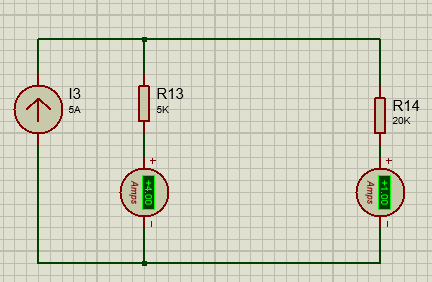 I3
5A
R13
5K
R14
20K
+
+4.00
Amps
-
+
+1.00
Amps
-